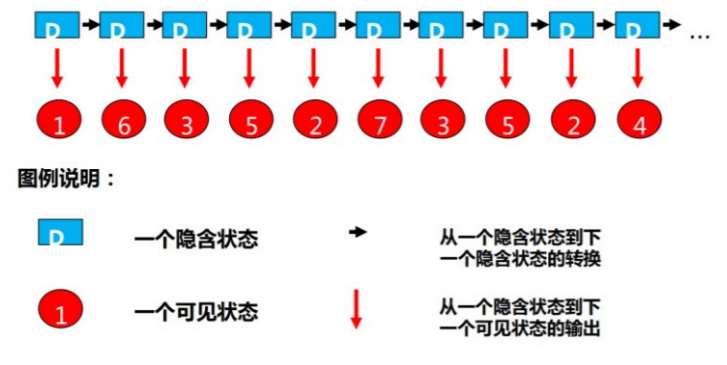 D D D D D D D D D D ...
1 6 3 5 2 7 3 5 2 4
图例说明：
D 一个隐含状态 从一个隐含状态到下
一个隐含状态的转换
1 一个可见状态 从一个隐含状态到下
一个可见状态的输出